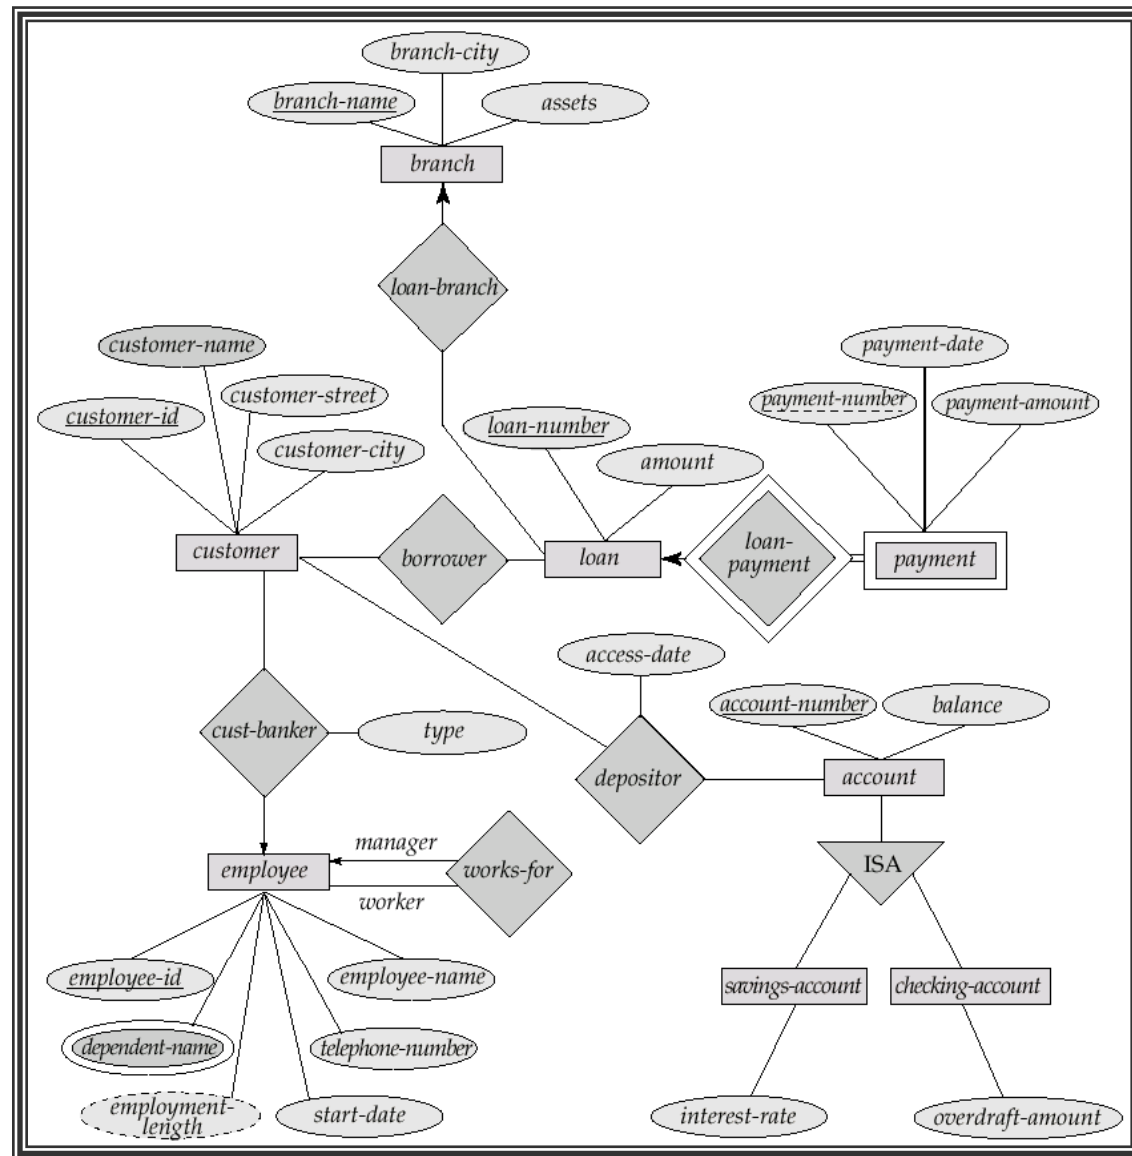 branch-city
branch-name
assets
branch
loan-branch
customer-name
payment-date
customer-street
customer-id
payment-number
payment-amount
loan-number
customer-city
amount
customer
borrower
loan
loan-
payment
payment
access-date
account-number
balance
cust-banker
type
depositor
account
manager
employee
works-for
ISA
worker
employee-id
employee-name
savings-account
checking-account
dependent-name
telephone-number
employment-
length
start-date
interest-rate
overdraft-amount